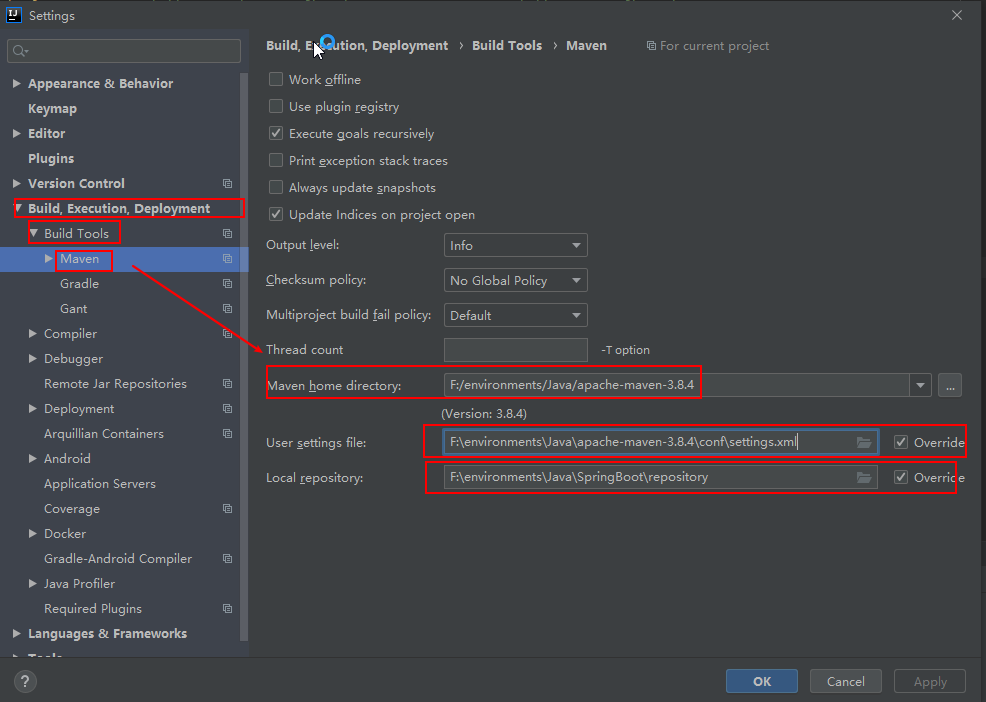 Settings
Appearance & Behavior
Keymap
Editor
Plugins
Version Control
Build, Execution, Deployment
Build Tools
Maven
Gradle
Gant
Compiler
Debugger
Remote Jar Repositories
Deployment
Arquillian Containers
Android
Application Servers
Coverage
Docker
Gradle-Android Compiler
Java Profiler
Required Plugins
Languages & Frameworks
Tools
Build, Execution, Deployment › Build Tools › Maven For current project
Work offline
Use plugin registry
Execute goals recursively
Print exception stack traces
Always update snapshots
Update Indices on project open
Output level: Info
Checksum policy: No Global Policy
Multiproject build fail policy: Default
Thread count -T option
Maven home directory: F:/environments/Java/apache-maven-3.8.4 ...
(Version: 3.8.4)
User settings file: F:\environments\Java\apache-maven-3.8.4\conf\settings.xml Override
Local repository: F:\environments\Java\SpringBoot\repository Override
? OK Cancel Apply